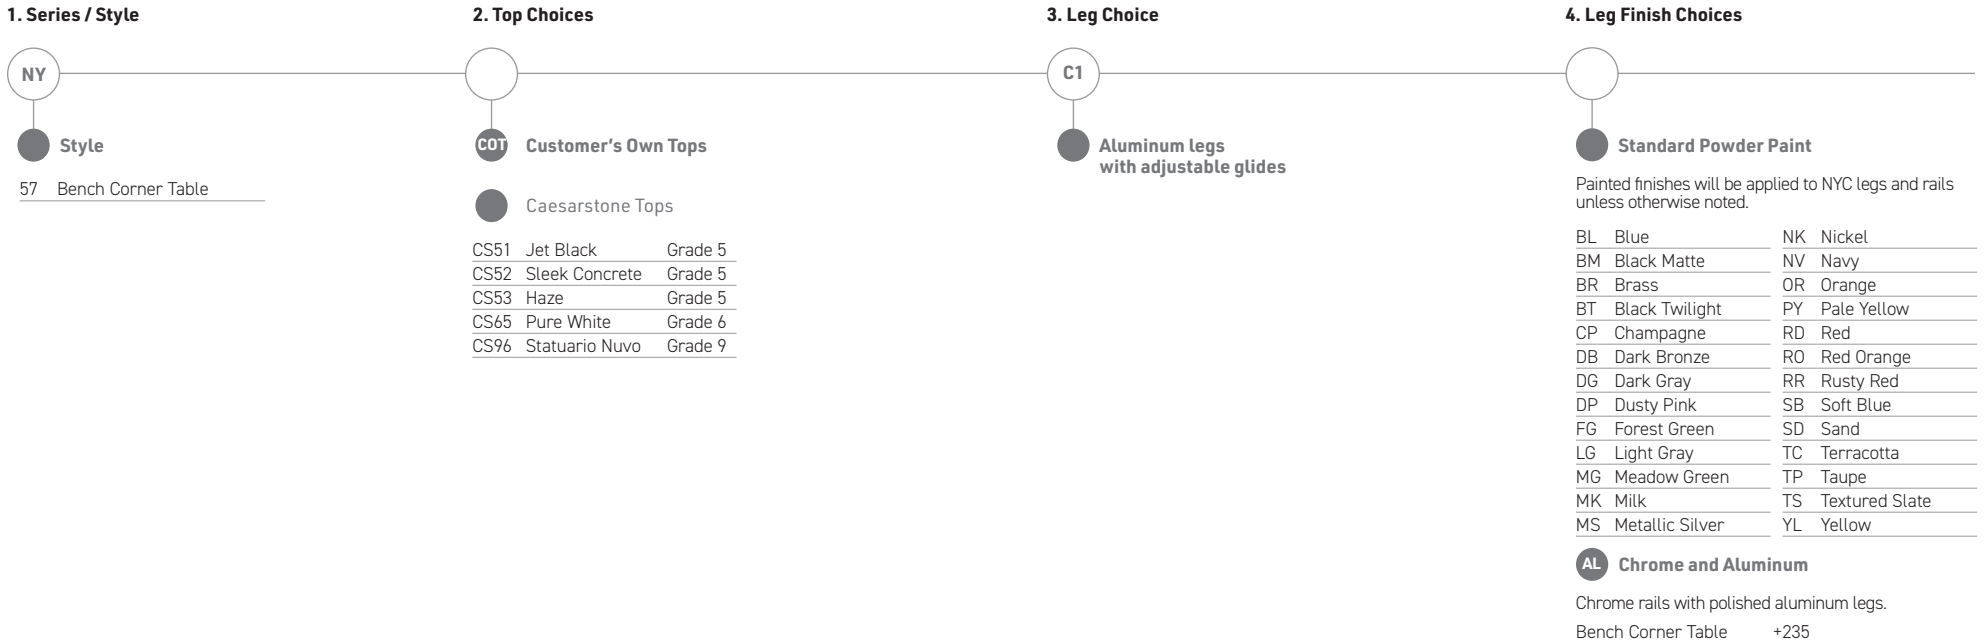 1. Series / Style
NY
Style
57 Bench Corner Table
2. Top Choices
COT Customer's Own Tops
Caesarstone Tops
CS51 Jet Black Grade 5
CS52 Sleek Concrete Grade 5
CS53 Haze Grade 5
CS65 Pure White Grade 6
CS96 Statuario Nuvo Grade 9
3. Leg Choice
C1
Aluminum legs
with adjustable glides
4. Leg Finish Choices
Standard Powder Paint
Painted finishes will be applied to NYC legs and rails
unless otherwise noted.
BL Blue
BM Black Matte
BR Brass
BT Black Twilight
CP Champagne
DB Dark Bronze
DG Dark Gray
DP Dusty Pink
FG Forest Green
LG Light Gray
MG Meadow Green
MK Milk
MS Metallic Silver
NK Nickel
NV Navy
OR Orange
PY Pale Yellow
RD Red
RO Red Orange
RR Rusty Red
SB Soft Blue
SD Sand
TC Terracotta
TP Taupe
TS Textured Slate
YL Yellow
AL Chrome and Aluminum
Chrome rails with polished aluminum legs.
Bench Corner Table +235